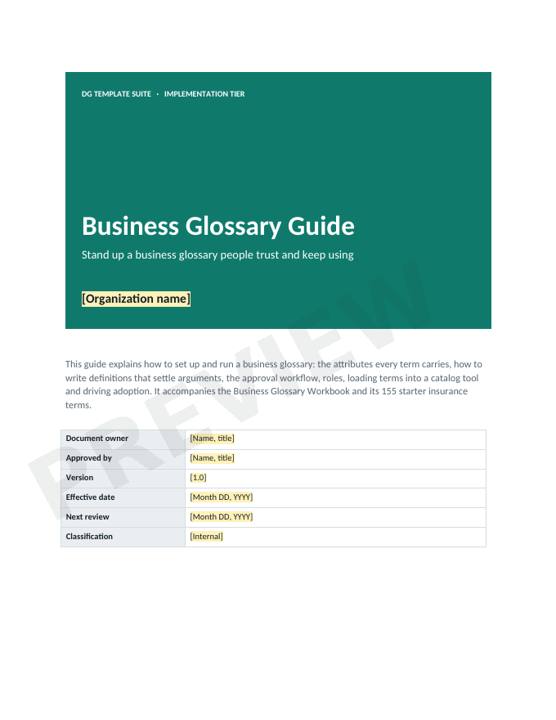 DG TEMPLATE SUITE · IMPLEMENTATION TIER
Business Glossary Guide
Stand up a business glossary people trust and keep using
[Organization name]
This guide explains how to set up and run a business glossary: the attributes every term carries, how to
write definitions that settle arguments, the approval workflow, roles, loading terms into a catalog tool
and driving adoption. It accompanies the Business Glossary Workbook and its 155 starter insurance
terms.
Document owner [Name, title]
Approved by [Name, title]
Version [1.0]
Effective date [Month DD, YYYY]
Next review [Month DD, YYYY]
Classification [Internal]
PREVIEW